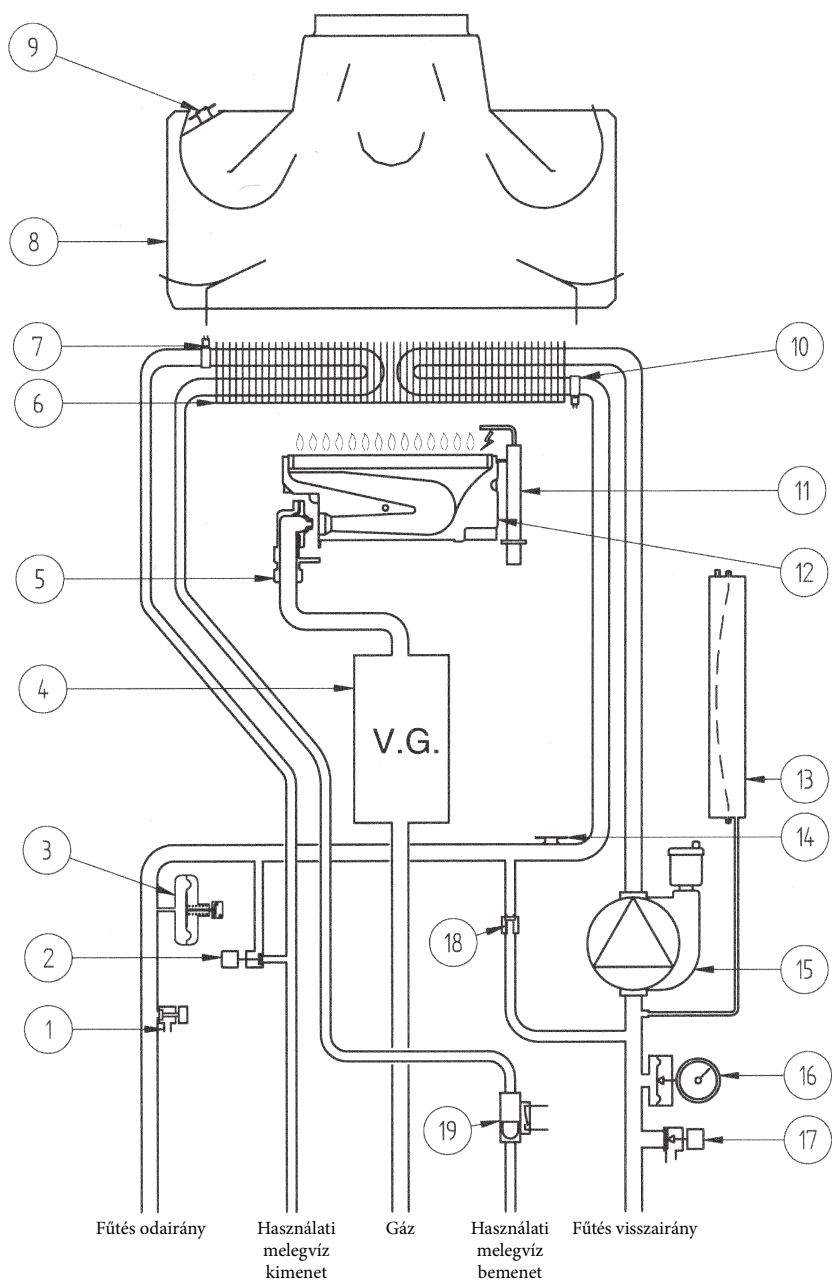 9
8
7
10
6
11
5
12
4
V.G.
13
3
14
18
2
15
1
16
19
17
Fűtés odairány
Használati
melegvíz
kimenet
Gáz
Használati
melegvíz
bemenet
Fűtés visszairány